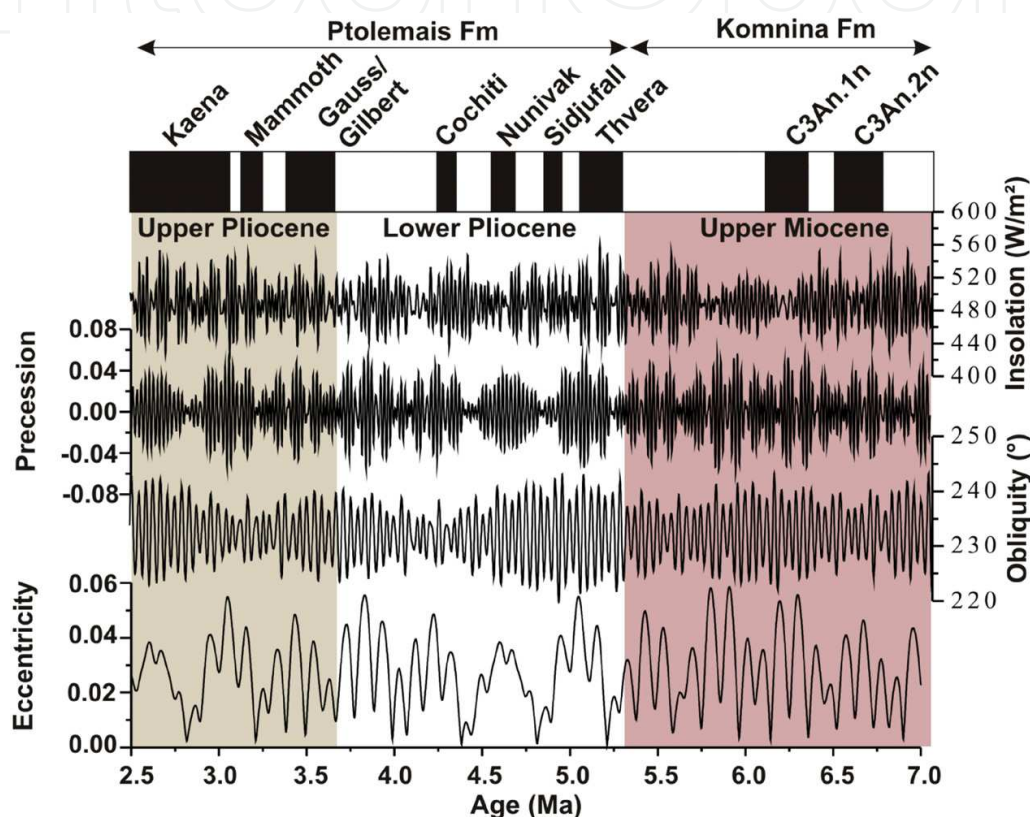 Ptolemais Fm
Komnina Fm
Kaena
Mammoth
Gauss/
Gilbert
Cochiti
Nunivak
Sidjufall
Thvera
C3An.1n
C3An.2n
Upper Pliocene
Lower Pliocene
Upper Miocene
600
560
520
480
440
400
Insolation (W/m²)
0.08
0.04
0.00
-0.04
-0.08
Precession
250
240
230
220
Obliquity (°)
0.06
0.04
0.02
0.00
Eccentricity
2.5 3.0 3.5 4.0 4.5 5.0 5.5 6.0 6.5 7.0
Age (Ma)